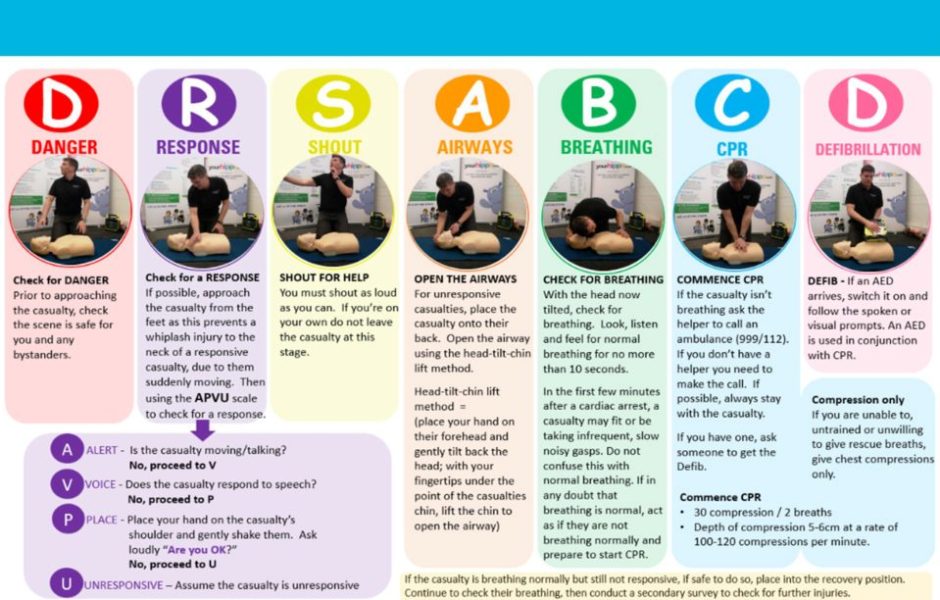 D
DANGER
Check for DANGER
Prior to approaching
the casualty, check
the scene is safe for
you and any
bystanders.
R
RESPONSE
Check for a RESPONSE
If possible, approach
the casualty from the
feet as this prevents a
whiplash injury to the
neck of a responsive
casualty, due to them
suddenly moving. Then
using the APVU scale
to check for a response.
A ALERT - Is the casualty moving/talking?
No, proceed to V
V VOICE - Does the casualty respond to speech?
No, proceed to P
P PLACE - Place your hand on the casualty's
shoulder and gently shake them. Ask
loudly "Are you OK?"
No, proceed to U
U UNRESPONSIVE – Assume the casualty is unresponsive
S
SHOUT
SHOUT FOR HELP
You must shout as loud
as you can. If you're on
your own do not leave
the casualty at this
stage.
A
AIRWAYS
OPEN THE AIRWAYS
For unresponsive
casualties, place the
casualty onto their
back. Open the airway
using the head-tilt-chin
lift method.
Head-tilt-chin lift
method =
(place your hand on
their forehead and
gently tilt back the
head; with your
fingertips under the
point of the casualties
chin, lift the chin to
open the airway)
B
BREATHING
CHECK FOR BREATHING
With the head now
tilted, check for
breathing. Look, listen
and feel for normal
breathing for no more
than 10 seconds.
In the first few minutes
after a cardiac arrest, a
casualty may fit or be
taking infrequent, slow
noisy gasps. Do not
confuse this with
normal breathing. If in
any doubt that
breathing is normal, act
as if they are not
breathing normally and
prepare to start CPR.
C
CPR
COMMENCE CPR
If the casualty isn't
breathing ask the
helper to call an
ambulance (999/112).
If you don't have a
helper you need to
make the call. If
possible, always stay
with the casualty.
If you have one, ask
someone to get the
Defib.
Commence CPR
• 30 compression / 2 breaths
• Depth of compression 5-6cm at a rate of
100-120 compressions per minute.
D
DEFIBRILLATION
DEFIB - If an AED
arrives, switch it on and
follow the spoken or
visual prompts. An AED
is used in conjunction
with CPR.
Compression only
If you are unable to,
untrained or unwilling
to give rescue breaths,
give chest compressions
only.
If the casualty is breathing normally but still not responsive, if safe to do so, place into the recovery position.
Continue to check their breathing, then conduct a secondary survey to check for further injuries.